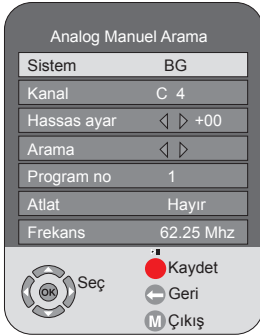 Analog Manuel Arama
Sistem BG
Kanal C 4
Hassas ayar +00
Arama
Program no 1
Atlat Hayır
Frekans 62.25 Mhz
OK Seç
Kaydet
Geri
M Çıkış